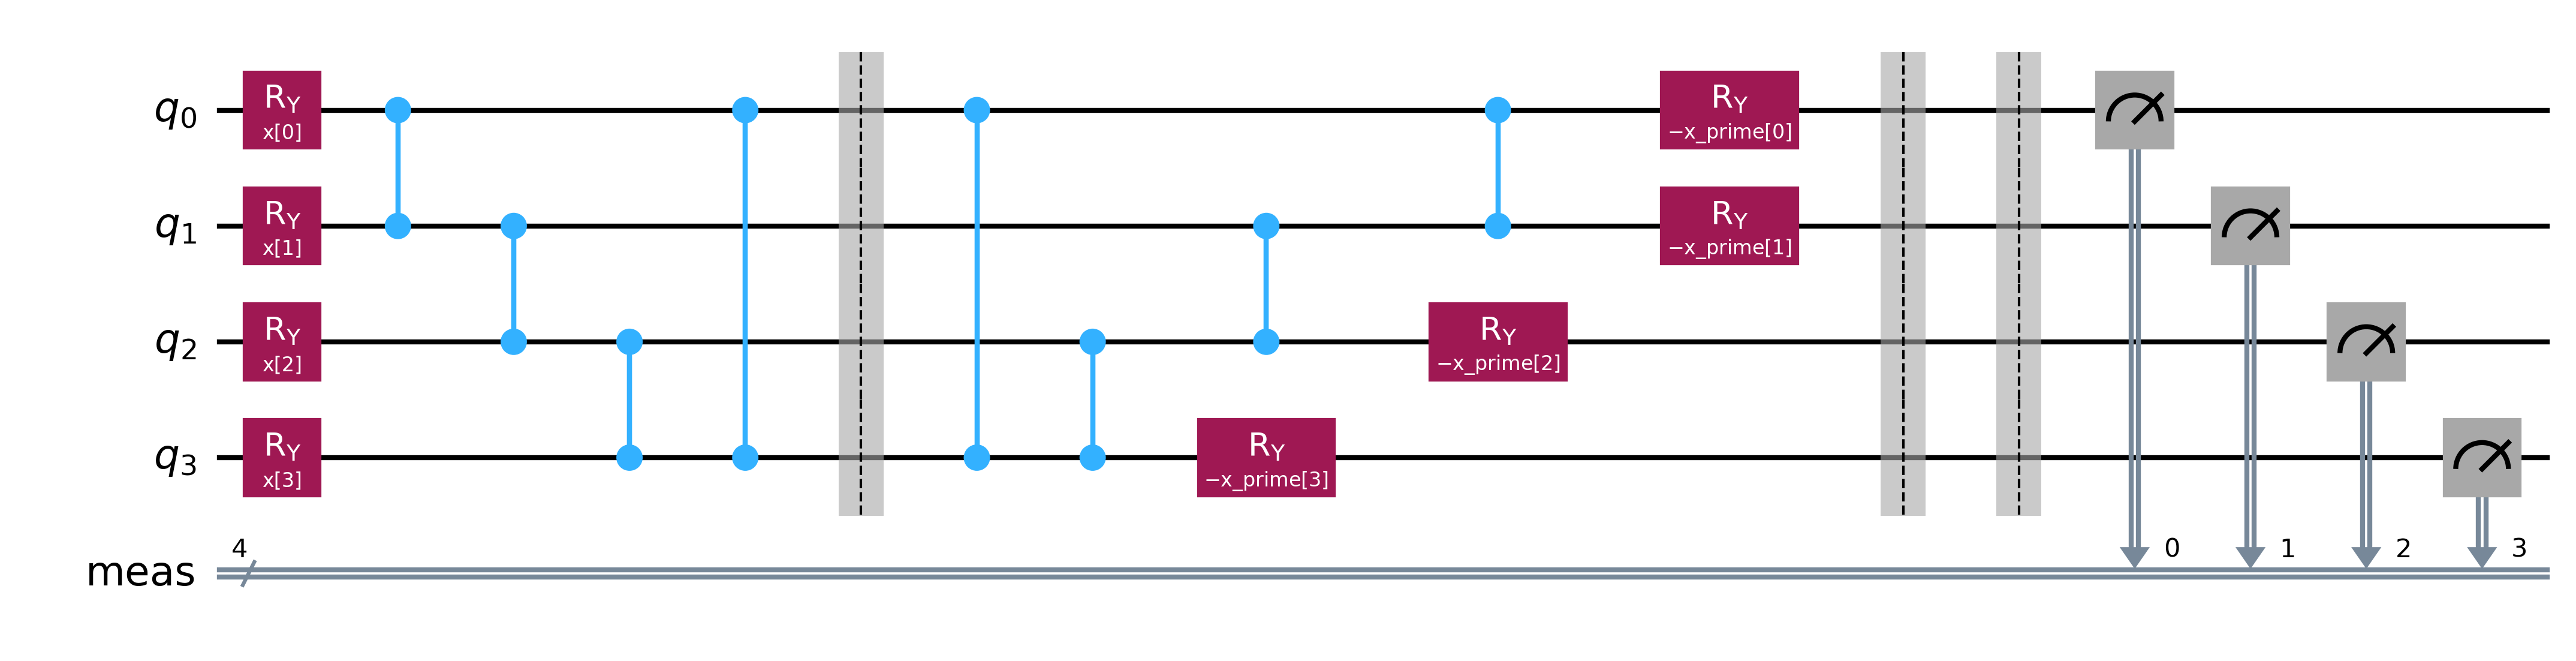 q0 RY x[0] RY −x_prime[0]
q1 RY x[1] RY −x_prime[1]
q2 RY x[2] RY −x_prime[2]
q3 RY x[3] RY −x_prime[3]
meas 4 0 1 2 3